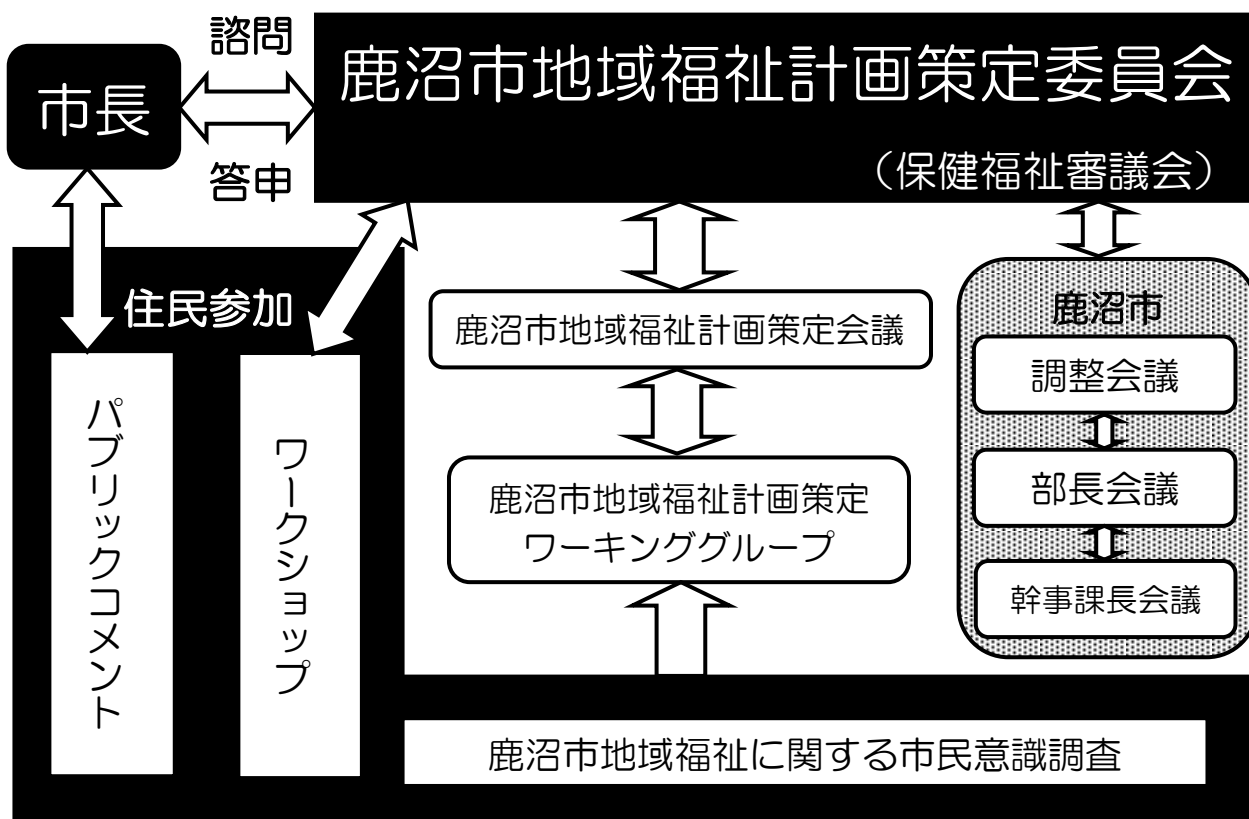 諮問
市長
答申
鹿沼市地域福祉計画策定委員会
（保健福祉審議会）
住民参加
パブリックコメント
ワークショップ
鹿沼市地域福祉計画策定会議
鹿沼市地域福祉計画策定
ワーキンググループ
鹿沼市
調整会議
部長会議
幹事課長会議
鹿沼市地域福祉に関する市民意識調査